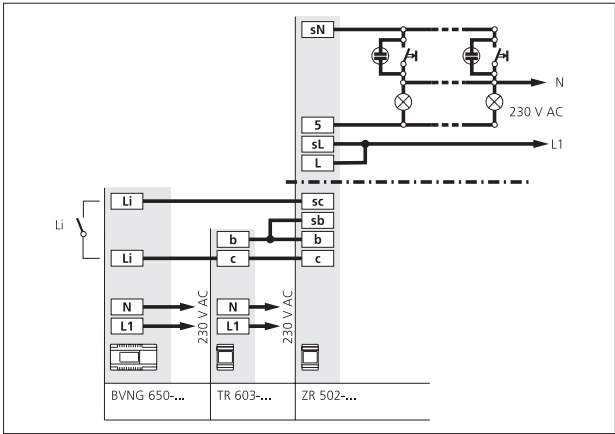 sN
N
230 V AC
5
sL
L1
L
Li
sc
sb
Li
b
b
Li
c
c
N
N
L1
L1
230 V AC
230 V AC
BVNG 650-...
TR 603-...
ZR 502-...